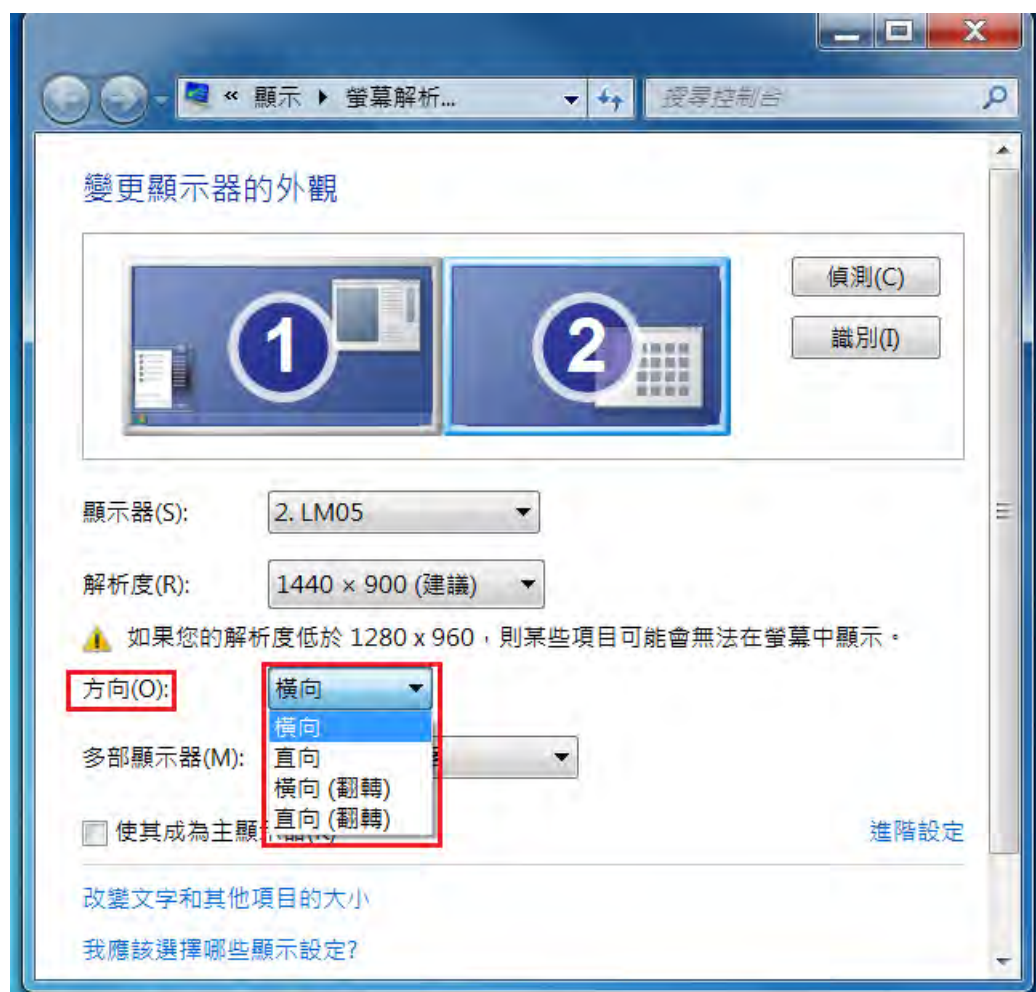 « 顯示 ▸ 螢幕解析... 搜尋控制台
變更顯示器的外觀
1 2
偵測(C)
識別(I)
顯示器(S): 2. LM05
解析度(R): 1440 × 900 (建議)
如果您的解析度低於 1280 x 960，則某些項目可能會無法在螢幕中顯示。
方向(O): 橫向
橫向
多部顯示器(M): 直向
橫向 (翻轉)
直向 (翻轉)
使其成為主顯
進階設定
改變文字和其他項目的大小
我應該選擇哪些顯示設定?